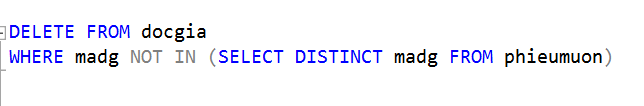 DELETE FROM docgia
WHERE madg NOT IN (SELECT DISTINCT madg FROM phieumuon)